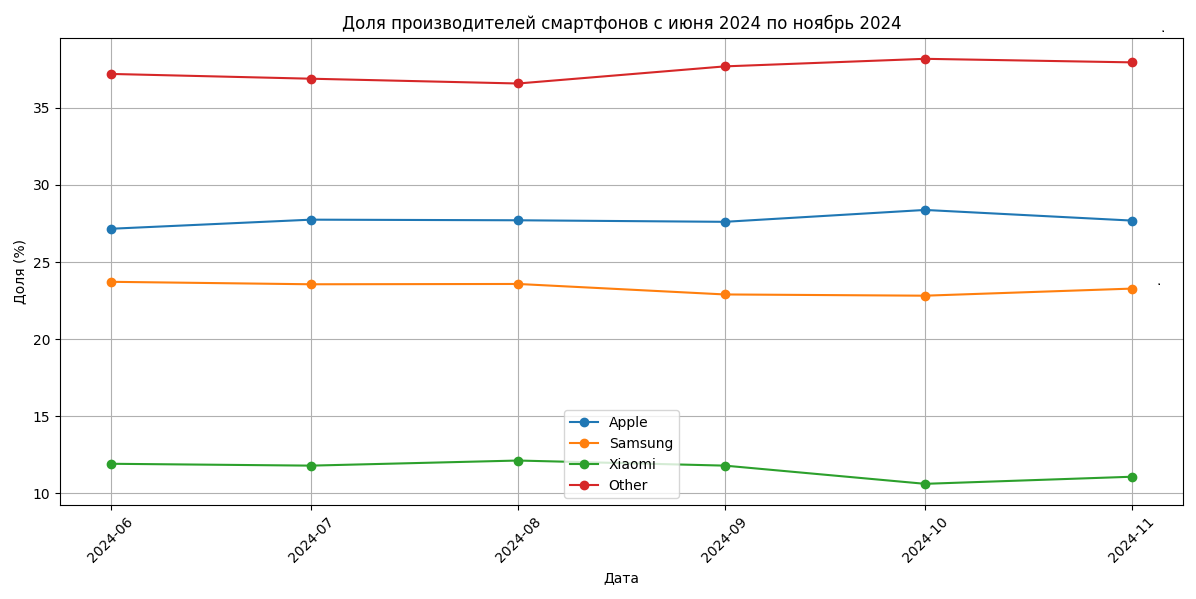 Доля производителей смартфонов с июня 2024 по ноябрь 2024
Доля (%)
35
30
25
20
15
10
Apple
Samsung
Xiaomi
Other
2024-06
2024-07
2024-08
2024-09
2024-10
2024-11
Дата